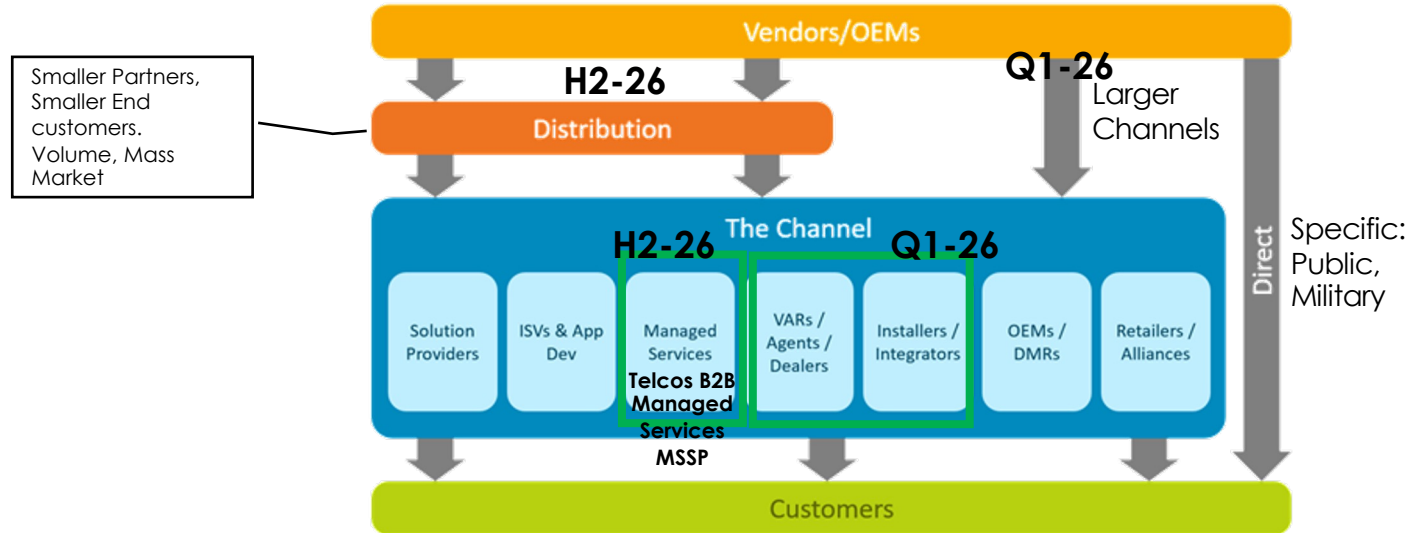 Vendors/OEMs
Smaller Partners,
Smaller End
customers.
Volume, Mass
Market
H2-26
Q1-26
Larger
Channels
Distribution
The Channel
H2-26
Q1-26
Direct
Specific:
Public,
Military
Solution
Providers
ISVs & App
Dev
Managed
Services
Telcos B2B
Managed
Services
MSSP
VARs /
Agents /
Dealers
Installers /
Integrators
OEMs /
DMRs
Retailers /
Alliances
Customers